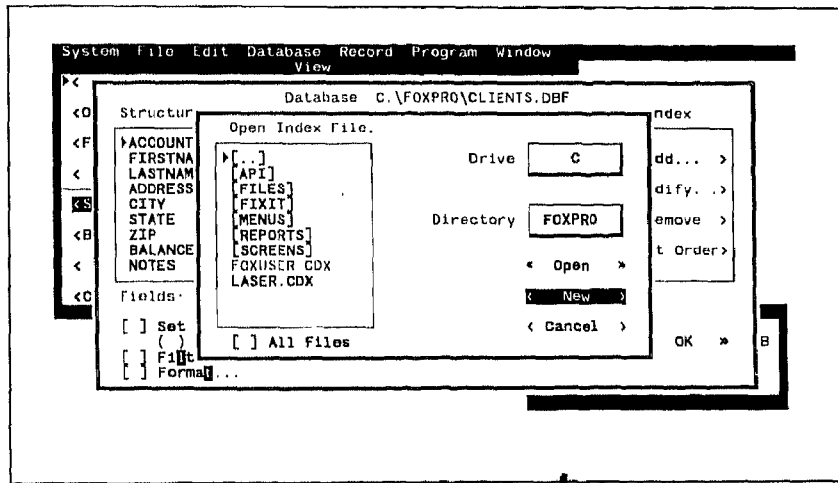 System File Edit Database Record Program Window
View
Database C:\FOXPRO\CLIENTS.DBF
Structur
ndex
Open Index File.
ACCOUNT
FIRSTNA
LASTNAM
ADDRESS
CITY
STATE
ZIP
BALANCE
NOTES
[..]
[API]
[FILES]
[FIXIT]
[MENUS]
[REPORTS]
[SCREENS]
FOXUSER CDX
LASER.CDX
Drive C
Directory FOXPRO
« Open »
< New >
< Cancel >
dd... >
dify. .>
emove >
t Order>
<O
<F
<
<S
<B
<
<C
Fields·
[ ] Set
( )
[ ] Filt
[ ] Format...
[ ] All Files
OK »
B